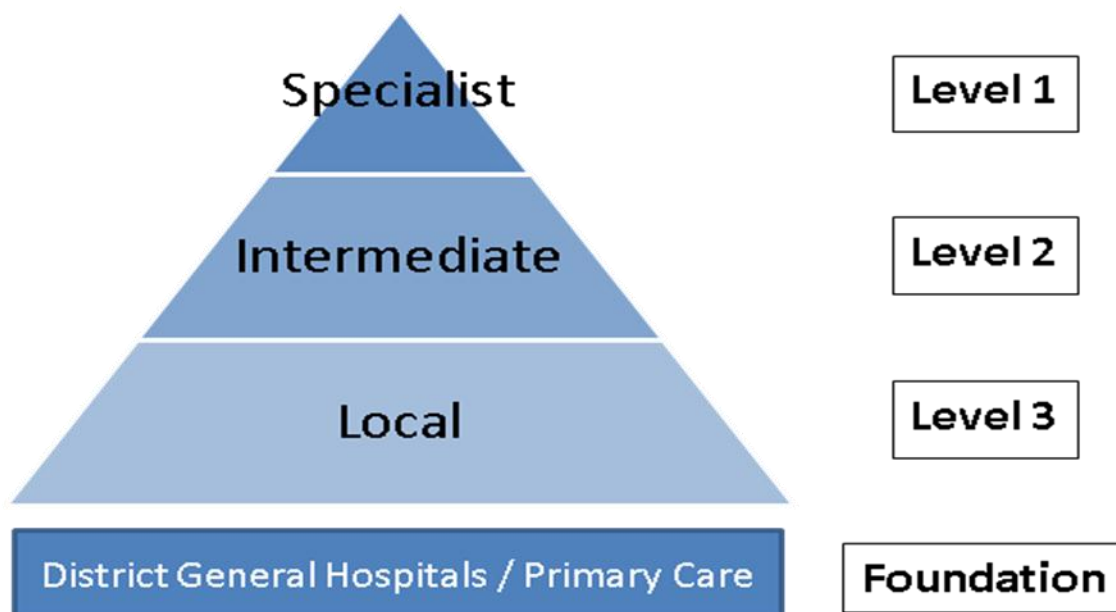 Specialist
Level 1
Intermediate
Level 2
Local
Level 3
District General Hospitals / Primary Care
Foundation